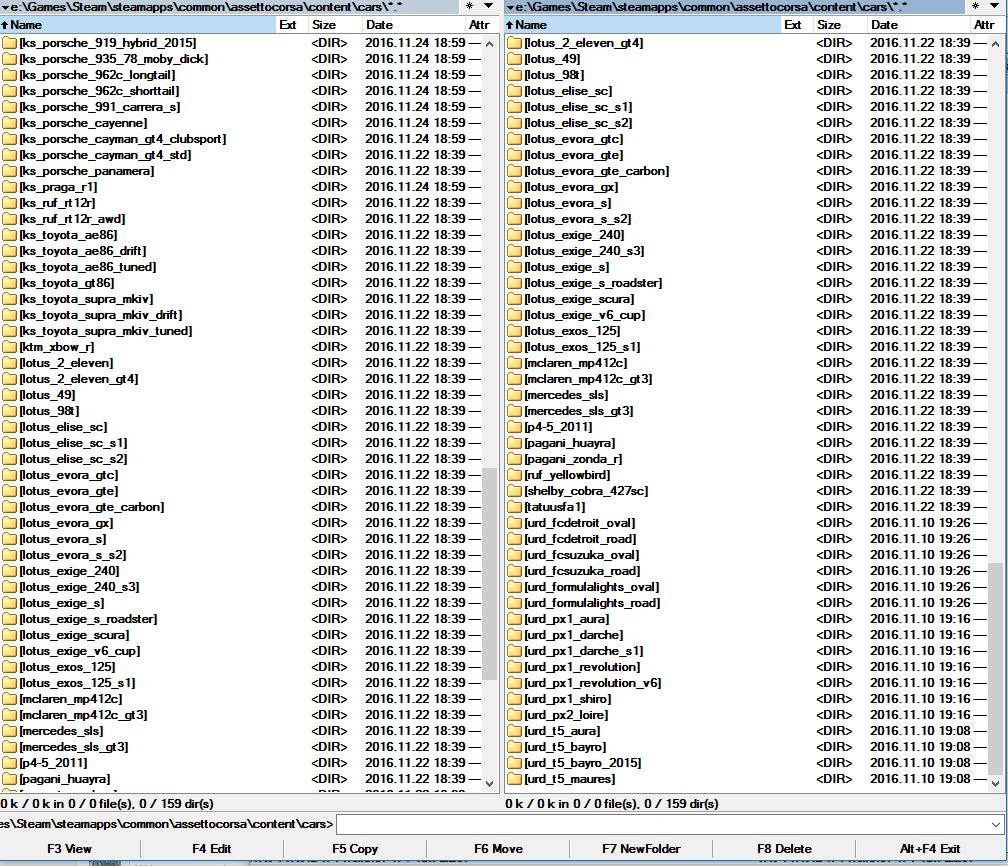 e:\Games\Steam\steamapps\common\assettocorsa\content\cars\*.*
Name Ext Size Date Attr
[ks_porsche_919_hybrid_2015] <DIR> 2016.11.24 18:59 —
[ks_porsche_935_78_moby_dick] <DIR> 2016.11.24 18:59 —
[ks_porsche_962c_longtail] <DIR> 2016.11.24 18:59 —
[ks_porsche_962c_shorttail] <DIR> 2016.11.24 18:59 —
[ks_porsche_991_carrera_s] <DIR> 2016.11.24 18:59 —
[ks_porsche_cayenne] <DIR> 2016.11.22 18:39 —
[ks_porsche_cayman_gt4_clubsport] <DIR> 2016.11.24 18:59 —
[ks_porsche_cayman_gt4_std] <DIR> 2016.11.22 18:39 —
[ks_porsche_panamera] <DIR> 2016.11.22 18:39 —
[ks_praga_r1] <DIR> 2016.11.24 18:59 —
[ks_ruf_rt12r] <DIR> 2016.11.22 18:39 —
[ks_ruf_rt12r_awd] <DIR> 2016.11.22 18:39 —
[ks_toyota_ae86] <DIR> 2016.11.22 18:39 —
[ks_toyota_ae86_drift] <DIR> 2016.11.22 18:39 —
[ks_toyota_ae86_tuned] <DIR> 2016.11.22 18:39 —
[ks_toyota_gt86] <DIR> 2016.11.22 18:39 —
[ks_toyota_supra_mkiv] <DIR> 2016.11.22 18:39 —
[ks_toyota_supra_mkiv_drift] <DIR> 2016.11.22 18:39 —
[ks_toyota_supra_mkiv_tuned] <DIR> 2016.11.22 18:39 —
[ktm_xbow_r] <DIR> 2016.11.22 18:39 —
[lotus_2_eleven] <DIR> 2016.11.22 18:39 —
[lotus_2_eleven_gt4] <DIR> 2016.11.22 18:39 —
[lotus_49] <DIR> 2016.11.22 18:39 —
[lotus_98t] <DIR> 2016.11.22 18:39 —
[lotus_elise_sc] <DIR> 2016.11.22 18:39 —
[lotus_elise_sc_s1] <DIR> 2016.11.22 18:39 —
[lotus_elise_sc_s2] <DIR> 2016.11.22 18:39 —
[lotus_evora_gtc] <DIR> 2016.11.22 18:39 —
[lotus_evora_gte] <DIR> 2016.11.22 18:39 —
[lotus_evora_gte_carbon] <DIR> 2016.11.22 18:39 —
[lotus_evora_gx] <DIR> 2016.11.22 18:39 —
[lotus_evora_s] <DIR> 2016.11.22 18:39 —
[lotus_evora_s_s2] <DIR> 2016.11.22 18:39 —
[lotus_exige_240] <DIR> 2016.11.22 18:39 —
[lotus_exige_240_s3] <DIR> 2016.11.22 18:39 —
[lotus_exige_s] <DIR> 2016.11.22 18:39 —
[lotus_exige_s_roadster] <DIR> 2016.11.22 18:39 —
[lotus_exige_scura] <DIR> 2016.11.22 18:39 —
[lotus_exige_v6_cup] <DIR> 2016.11.22 18:39 —
[lotus_exos_125] <DIR> 2016.11.22 18:39 —
[lotus_exos_125_s1] <DIR> 2016.11.22 18:39 —
[mclaren_mp412c] <DIR> 2016.11.22 18:39 —
[mclaren_mp412c_gt3] <DIR> 2016.11.22 18:39 —
[mercedes_sls] <DIR> 2016.11.22 18:39 —
[mercedes_sls_gt3] <DIR> 2016.11.22 18:39 —
[p4-5_2011] <DIR> 2016.11.22 18:39 —
[pagani_huayra] <DIR> 2016.11.22 18:39 —
0 k / 0 k in 0 / 0 file(s), 0 / 159 dir(s)
e:\Games\Steam\steamapps\common\assettocorsa\content\cars\*.*
Name Ext Size Date Attr
[lotus_2_eleven_gt4] <DIR> 2016.11.22 18:39 —
[lotus_49] <DIR> 2016.11.22 18:39 —
[lotus_98t] <DIR> 2016.11.22 18:39 —
[lotus_elise_sc] <DIR> 2016.11.22 18:39 —
[lotus_elise_sc_s1] <DIR> 2016.11.22 18:39 —
[lotus_elise_sc_s2] <DIR> 2016.11.22 18:39 —
[lotus_evora_gtc] <DIR> 2016.11.22 18:39 —
[lotus_evora_gte] <DIR> 2016.11.22 18:39 —
[lotus_evora_gte_carbon] <DIR> 2016.11.22 18:39 —
[lotus_evora_gx] <DIR> 2016.11.22 18:39 —
[lotus_evora_s] <DIR> 2016.11.22 18:39 —
[lotus_evora_s_s2] <DIR> 2016.11.22 18:39 —
[lotus_exige_240] <DIR> 2016.11.22 18:39 —
[lotus_exige_240_s3] <DIR> 2016.11.22 18:39 —
[lotus_exige_s] <DIR> 2016.11.22 18:39 —
[lotus_exige_s_roadster] <DIR> 2016.11.22 18:39 —
[lotus_exige_scura] <DIR> 2016.11.22 18:39 —
[lotus_exige_v6_cup] <DIR> 2016.11.22 18:39 —
[lotus_exos_125] <DIR> 2016.11.22 18:39 —
[lotus_exos_125_s1] <DIR> 2016.11.22 18:39 —
[mclaren_mp412c] <DIR> 2016.11.22 18:39 —
[mclaren_mp412c_gt3] <DIR> 2016.11.22 18:39 —
[mercedes_sls] <DIR> 2016.11.22 18:39 —
[mercedes_sls_gt3] <DIR> 2016.11.22 18:39 —
[p4-5_2011] <DIR> 2016.11.22 18:39 —
[pagani_huayra] <DIR> 2016.11.22 18:39 —
[pagani_zonda_r] <DIR> 2016.11.22 18:39 —
[ruf_yellowbird] <DIR> 2016.11.22 18:39 —
[shelby_cobra_427sc] <DIR> 2016.11.22 18:39 —
[tatuusfa1] <DIR> 2016.11.22 18:39 —
[urd_fcdetroit_oval] <DIR> 2016.11.10 19:26 —
[urd_fcdetroit_road] <DIR> 2016.11.10 19:26 —
[urd_fcsuzuka_oval] <DIR> 2016.11.10 19:26 —
[urd_fcsuzuka_road] <DIR> 2016.11.10 19:26 —
[urd_formulalights_oval] <DIR> 2016.11.10 19:26 —
[urd_formulalights_road] <DIR> 2016.11.10 19:26 —
[urd_px1_aura] <DIR> 2016.11.10 19:16 —
[urd_px1_darche] <DIR> 2016.11.10 19:16 —
[urd_px1_darche_s1] <DIR> 2016.11.10 19:16 —
[urd_px1_revolution] <DIR> 2016.11.10 19:16 —
[urd_px1_revolution_v6] <DIR> 2016.11.10 19:16 —
[urd_px1_shiro] <DIR> 2016.11.10 19:16 —
[urd_px2_loire] <DIR> 2016.11.10 19:16 —
[urd_t5_aura] <DIR> 2016.11.10 19:08 —
[urd_t5_bayro] <DIR> 2016.11.10 19:08 —
[urd_t5_bayro_2015] <DIR> 2016.11.10 19:08 —
[urd_t5_maures] <DIR> 2016.11.10 19:08 —
0 k / 0 k in 0 / 0 file(s), 0 / 159 dir(s)
es\Steam\steamapps\common\assettocorsa\content\cars>
F3 View F4 Edit F5 Copy F6 Move F7 NewFolder F8 Delete Alt+F4 Exit